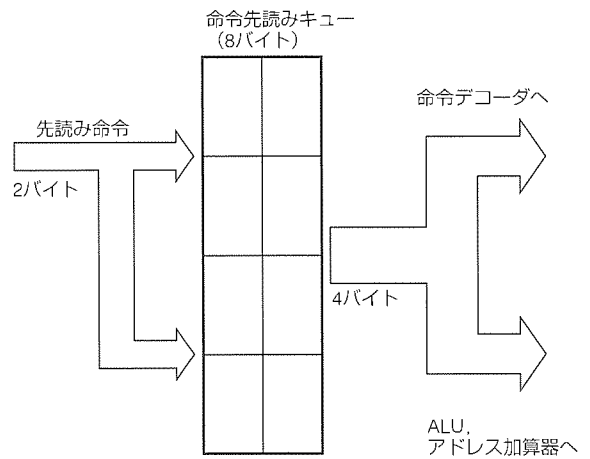 命令先読みキュー
（8バイト）
命令デコーダへ
先読み命令
2バイト
4バイト
ALU,
アドレス加算器へ